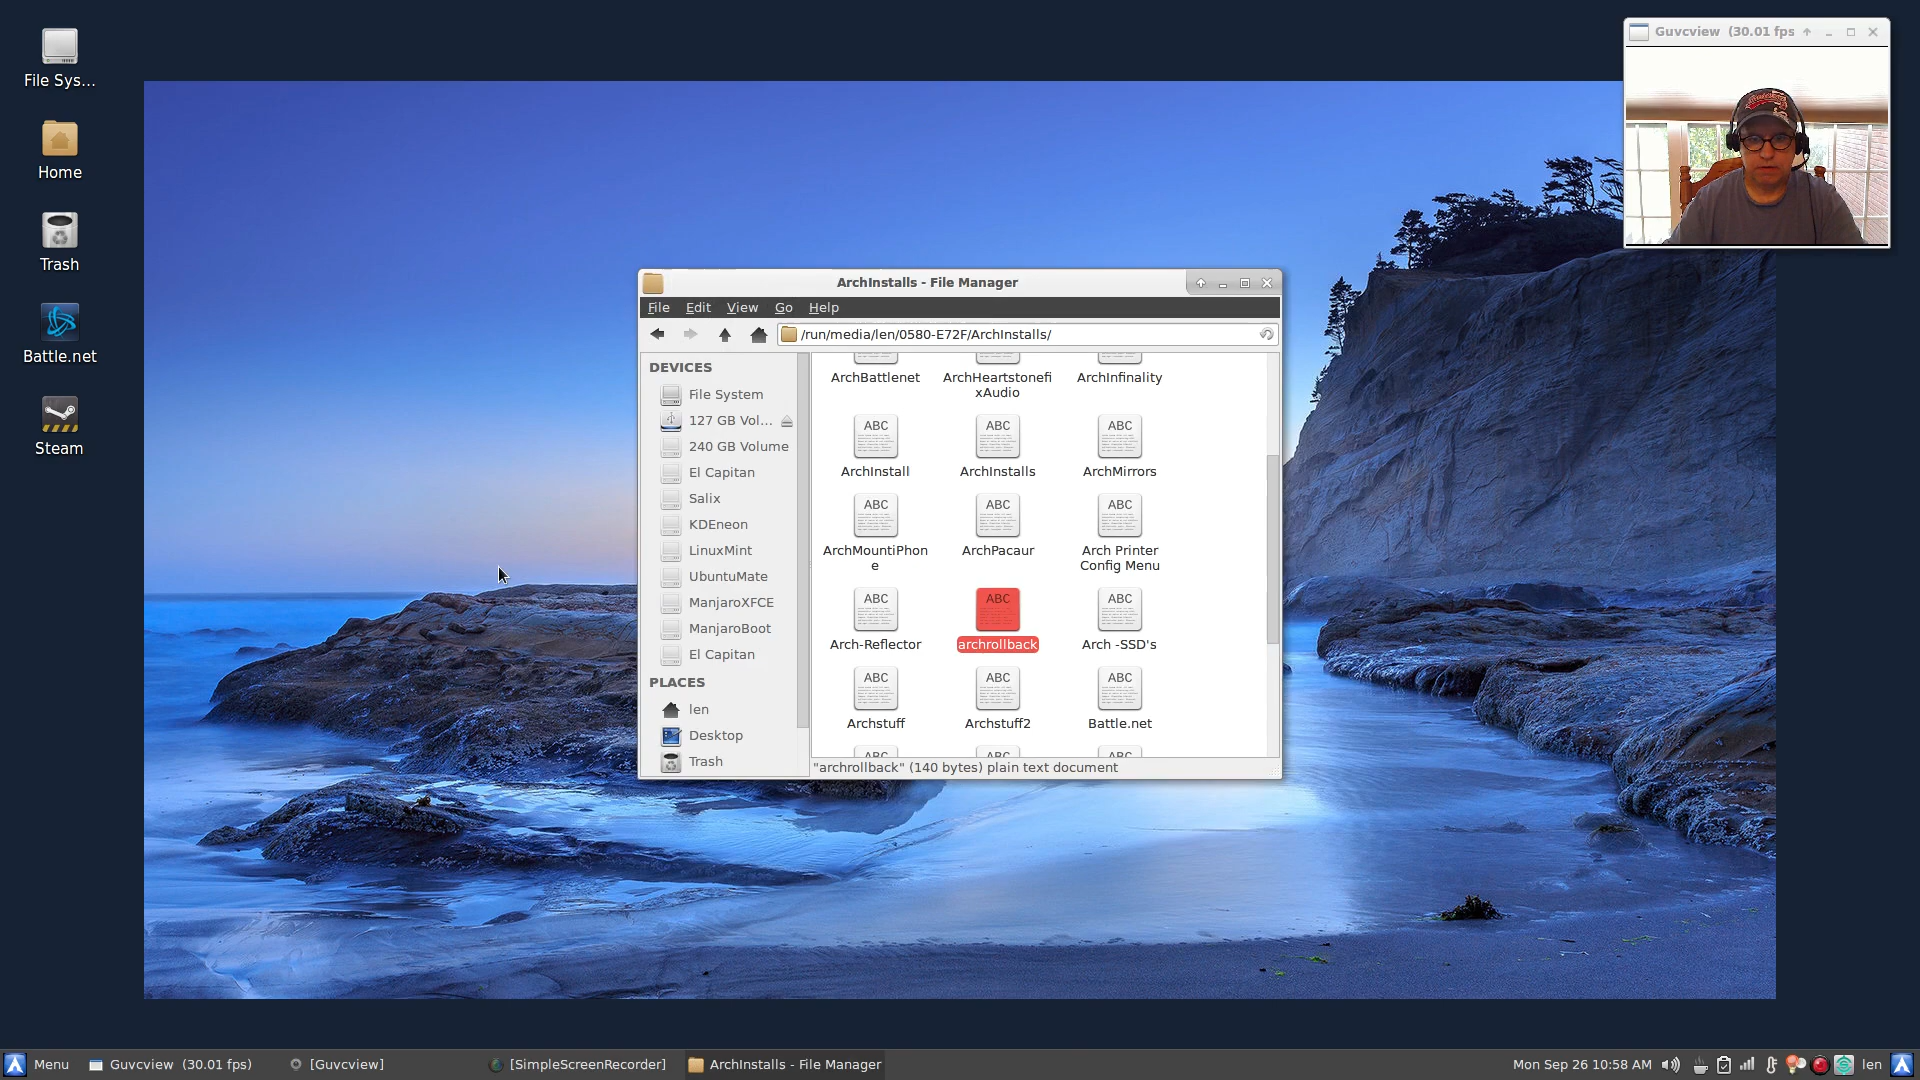 File Sys...
Home
Trash
Battle.net
Steam
Guvcview (30.01 fps
ArchInstalls - File Manager
File Edit View Go Help
/run/media/len/0580-E72F/ArchInstalls/
DEVICES
File System
127 GB Vol...
240 GB Volume
El Capitan
Salix
KDEneon
LinuxMint
UbuntuMate
ManjaroXFCE
ManjaroBoot
El Capitan
PLACES
len
Desktop
Trash
ArchBattlenet
ArchHeartstonefi
xAudio
ArchInfinality
ABC ABC ABC
ArchInstall
ArchInstalls
ArchMirrors
ABC ABC ABC
ArchMountiPhon
e
ArchPacaur
Arch Printer
Config Menu
ABC ABC ABC
Arch-Reflector
archrollback
Arch -SSD's
ABC ABC ABC
Archstuff
Archstuff2
Battle.net
ABC ABC ABC
"archrollback" (140 bytes) plain text document
Menu
Guvcview (30.01 fps)
[Guvcview]
[SimpleScreenRecorder]
ArchInstalls - File Manager
Mon Sep 26 10:58 AM
len